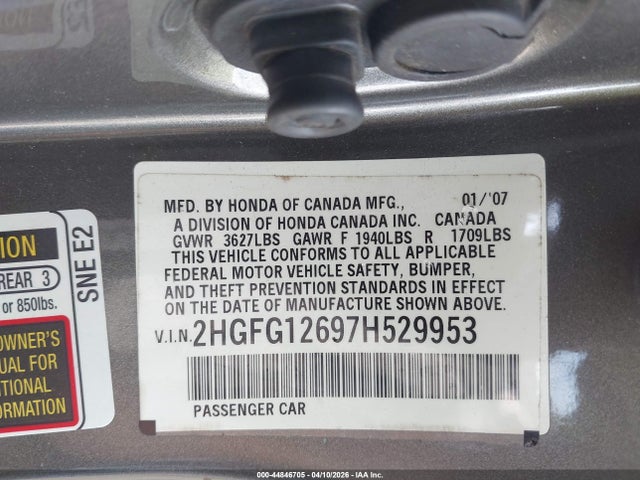 MFD. BY HONDA OF CANADA MFG., 01/'07
A DIVISION OF HONDA CANADA INC. CANADA
GVWR 3627LBS GAWR F 1940LBS R 1709LBS
THIS VEHICLE CONFORMS TO ALL APPLICABLE
FEDERAL MOTOR VEHICLE SAFETY, BUMPER,
AND THEFT PREVENTION STANDARDS IN EFFECT
ON THE DATE OF MANUFACTURE SHOWN ABOVE.
V.I.N. 2HGFG12697H529953
PASSENGER CAR
ION
REAR 3
or 850lbs.
OWNER'S
UAL FOR
ITIONAL
ORMATION
SNE E2
000-44846705 - 04/10/2026 - IAA Inc.